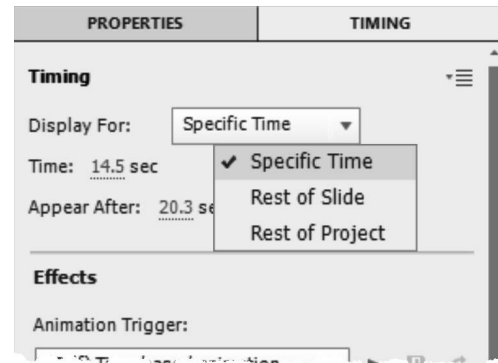 PROPERTIES TIMING
Timing
Display For: Specific Time
Time: 14.5 sec
✓ Specific Time
Appear After: 20.3 se
Rest of Slide
Rest of Project
Effects
Animation Trigger: